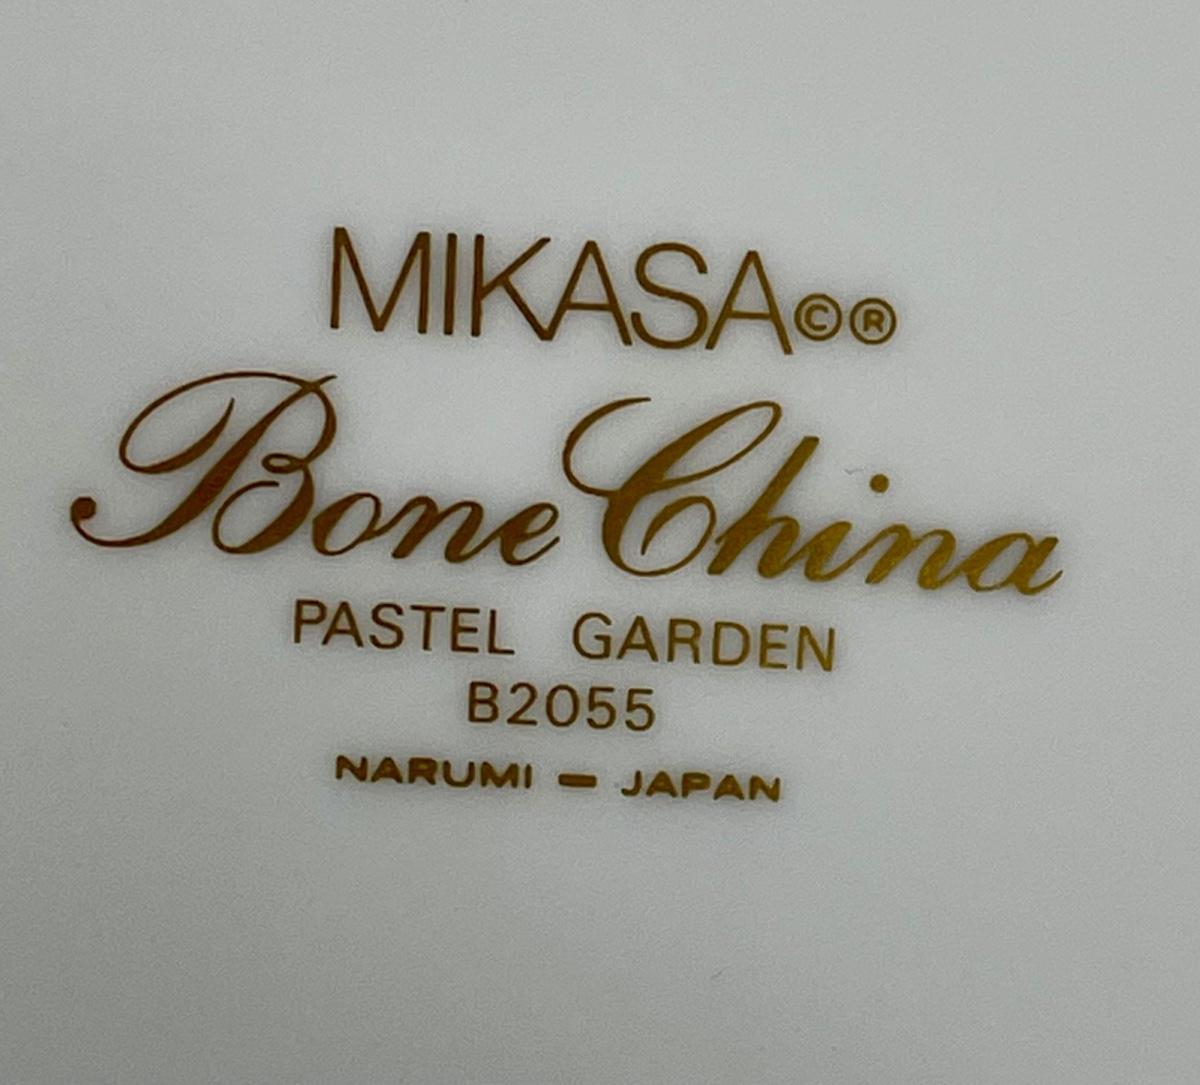 MIKASA©®
Bone China
PASTEL GARDEN
B2055
NARUMI — JAPAN